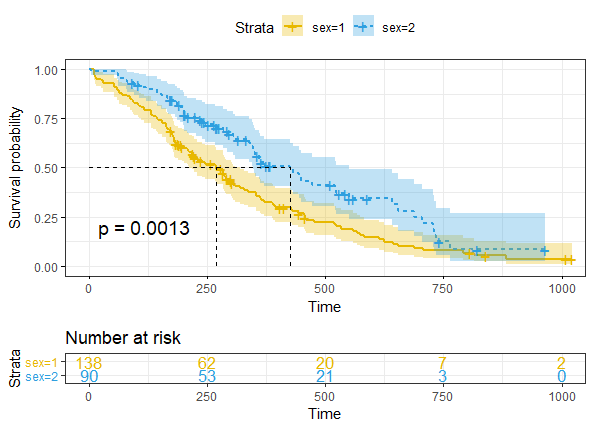 Strata sex=1 sex=2
Survival probability
1.00
0.75
0.50
0.25
0.00
p = 0.0013
0 250 500 750 1000
Time
Number at risk
Strata
sex=1 138 62 20 7 2
sex=2 90 53 21 3 0
0 250 500 750 1000
Time